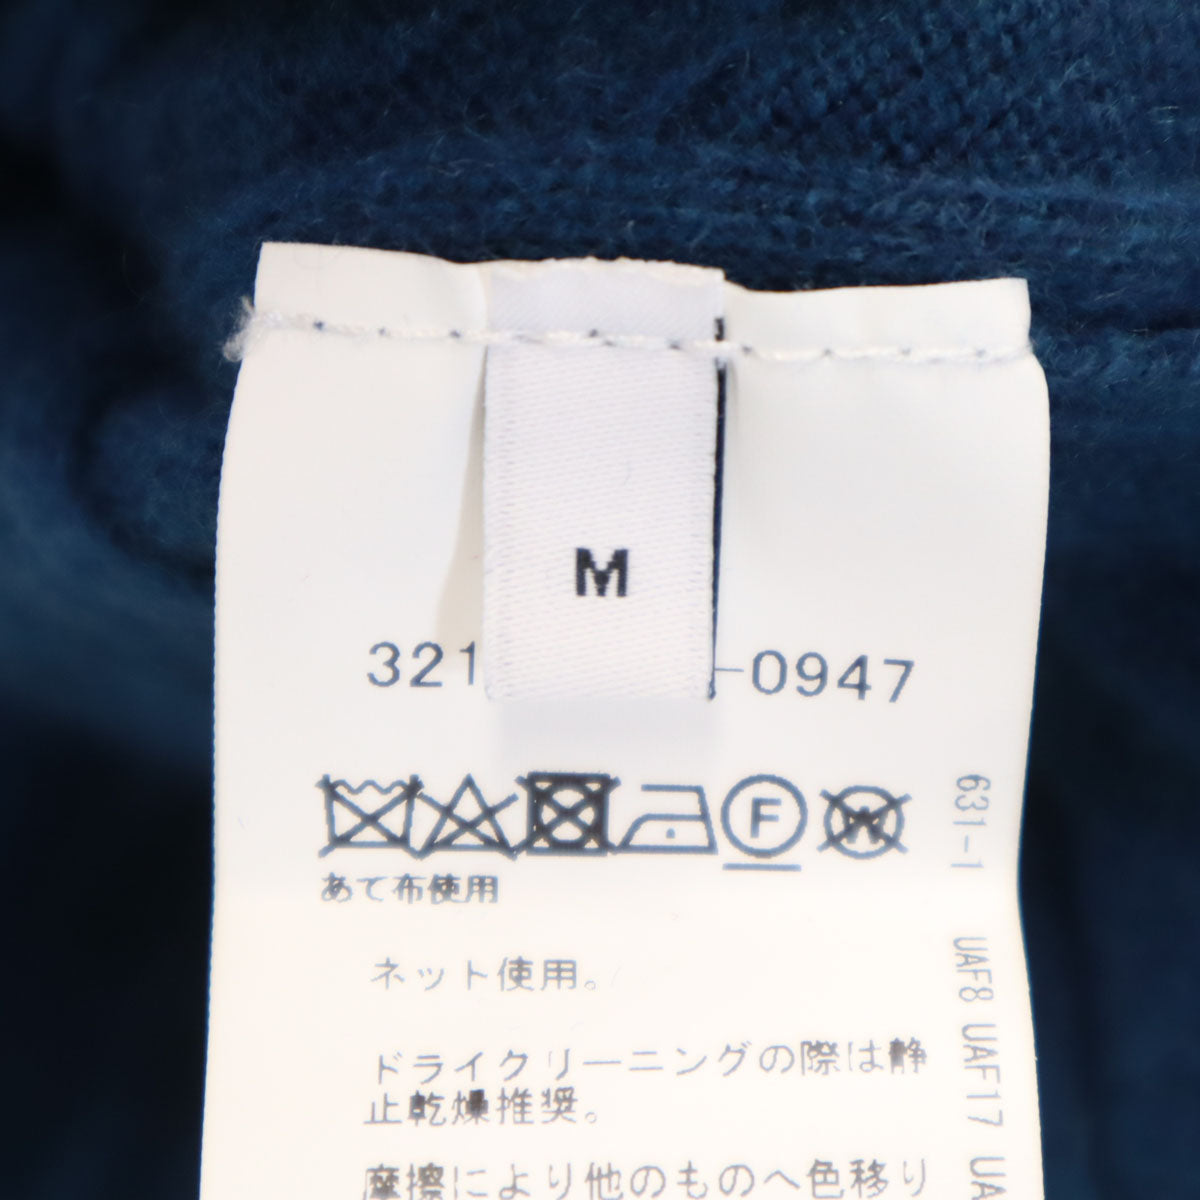 M
321
-0947
F
W
あて布使用
ネット使用。
ドライクリーニングの際は静
止乾燥推奨。
摩擦により他のものへ色移り
631-1 UAF8 UAF17 UA